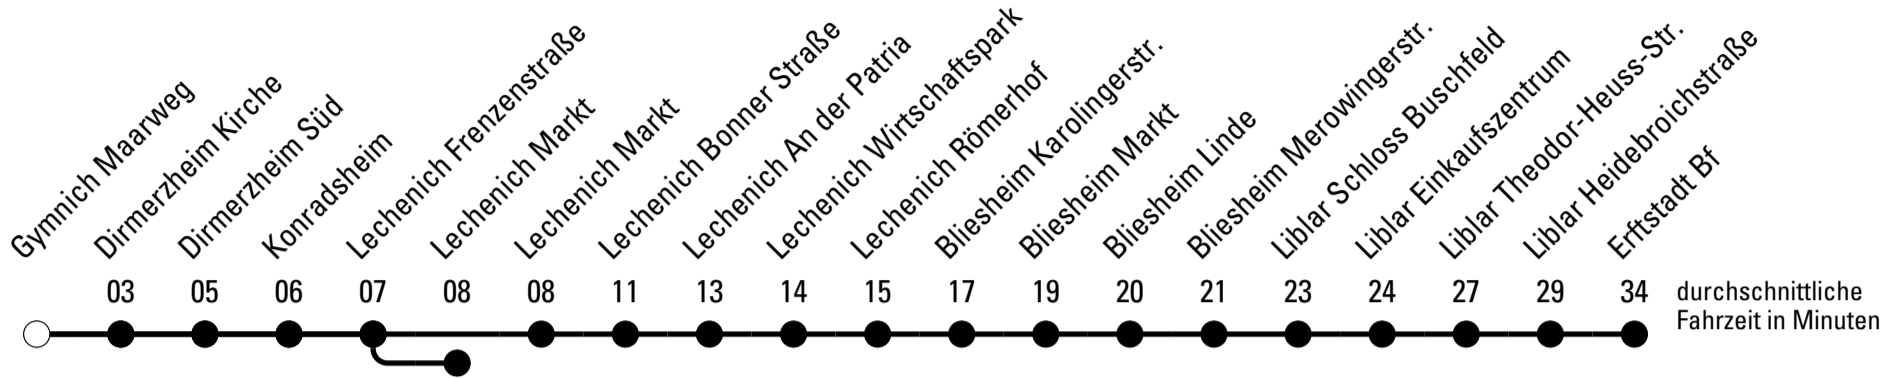 Gymnich Maarweg
Dirmerzheim Kirche
Dirmerzheim Süd
Konradsheim
Lechenich Frenzenstraße
Lechenich Markt
Lechenich Markt
Lechenich Bonner Straße
Lechenich An der Patria
Lechenich Wirtschaftspark
Lechenich Römerhof
Bliesheim Karolingerstr.
Bliesheim Markt
Bliesheim Linde
Bliesheim Merowingerstr.
Liblar Schloss Buschfeld
Liblar Einkaufszentrum
Liblar Theodor-Heuss-Str.
Liblar Heidebroichstraße
Erftstadt Bf
03 05 06 07 08 08 11 13 14 15 17 19 20 21 23 24 27 29 34
durchschnittliche
Fahrzeit in Minuten